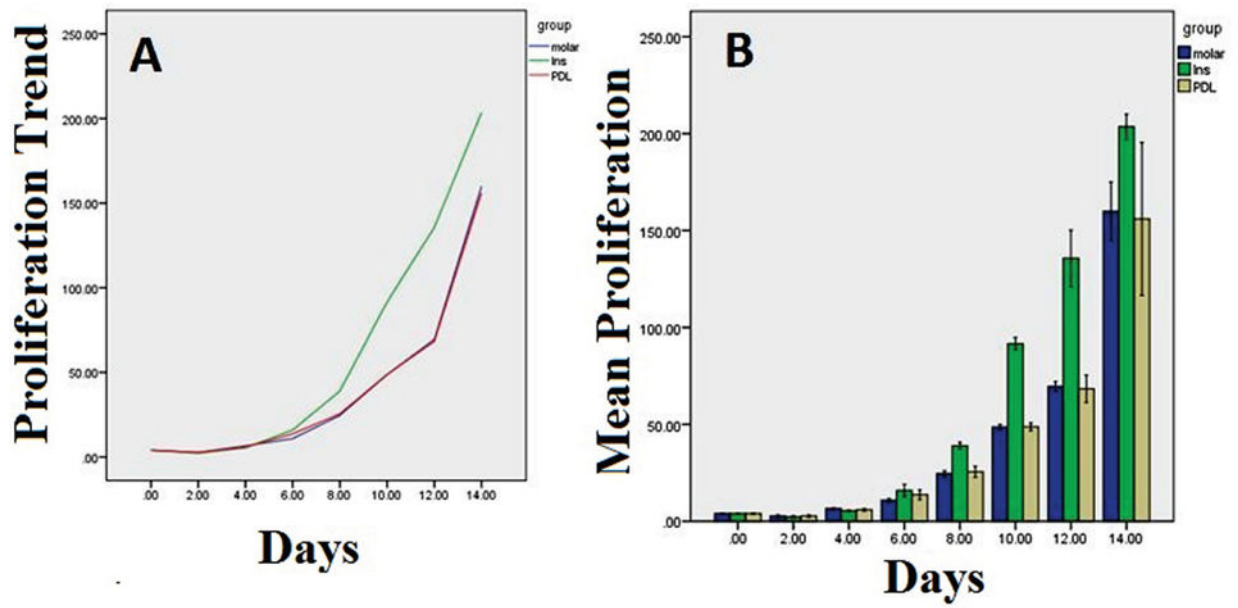 A
Proliferation Trend
250.00
200.00
150.00
100.00
50.00
.00
.00 2.00 4.00 6.00 8.00 10.00 12.00 14.00
Days
group
molar
Ins
PDL
B
Mean Proliferation
250.00
200.00
150.00
100.00
50.00
.00
.00 2.00 4.00 6.00 8.00 10.00 12.00 14.00
Days
group
molar
Ins
PDL